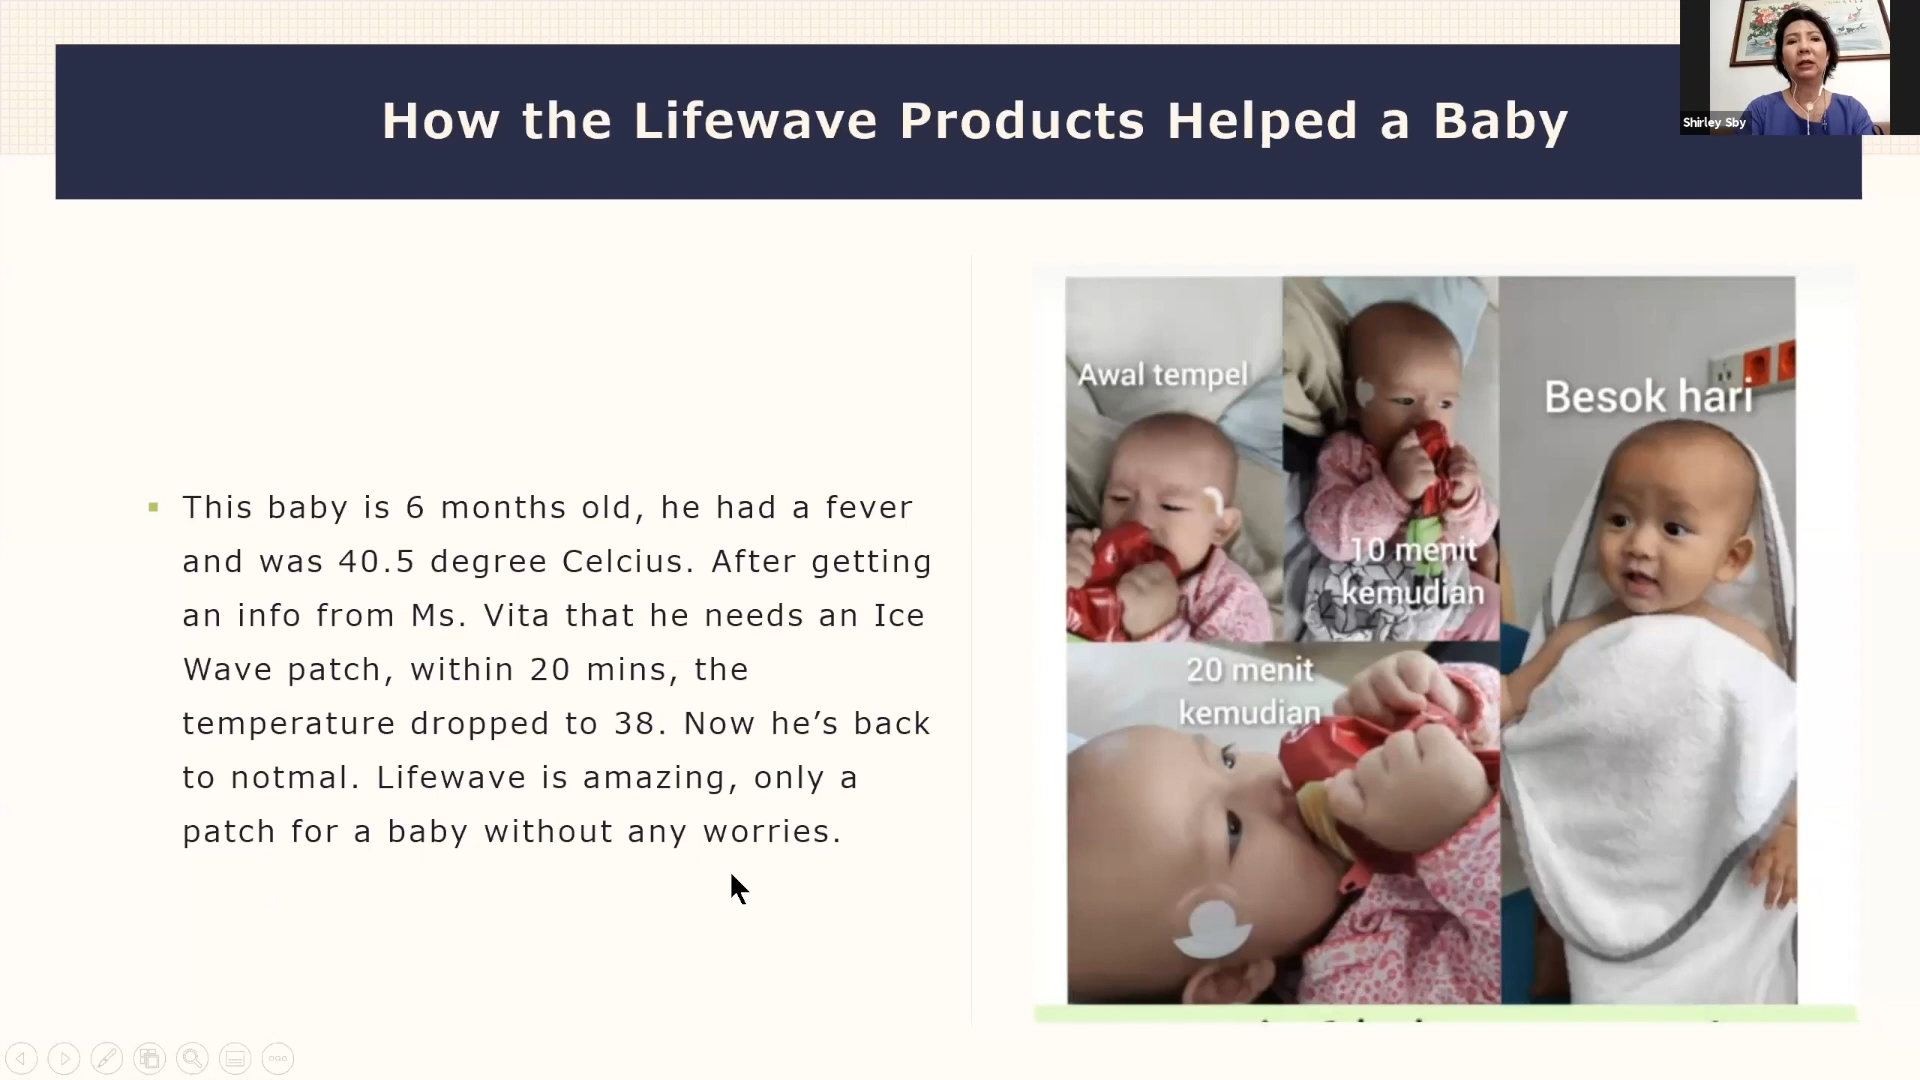 How the Lifewave Products Helped a Baby
Shirley Sby
This baby is 6 months old, he had a fever
and was 40.5 degree Celcius. After getting
an info from Ms. Vita that he needs an Ice
Wave patch, within 20 mins, the
temperature dropped to 38. Now he’s back
to notmal. Lifewave is amazing, only a
patch for a baby without any worries.
Awal tempel
10 menit
kemudian
Besok hari
20 menit
kemudian